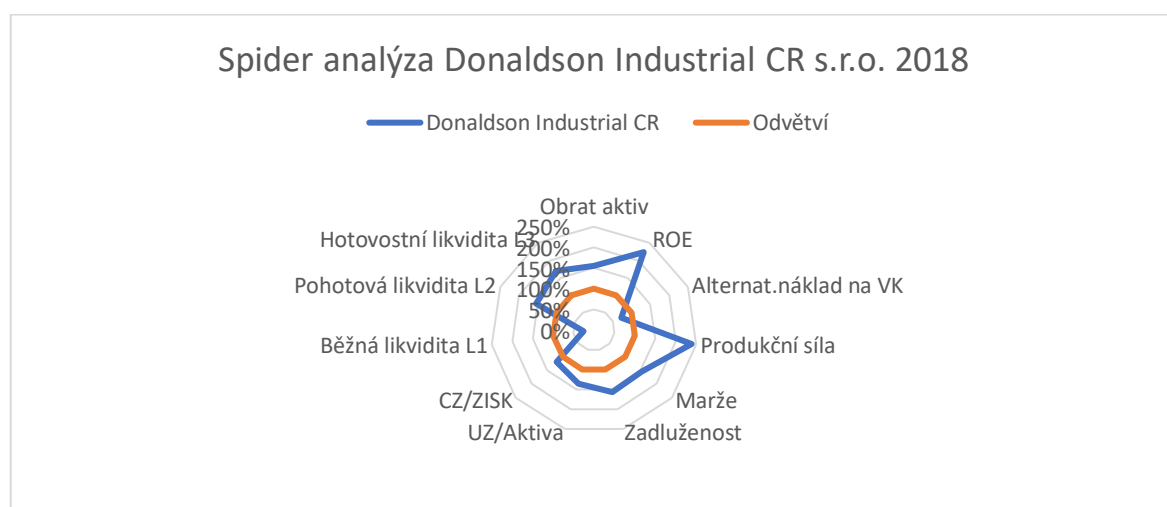 Spider analýza Donaldson Industrial CR s.r.o. 2018
Donaldson Industrial CR
Odvětví
Obrat aktiv
ROE
Alternat.náklad na VK
Produkční síla
Marže
Zadluženost
UZ/Aktiva
CZ/ZISK
Běžná likvidita L1
Pohotová likvidita L2
Hotovostní likvidita L3
250%
200%
150%
100%
50%
0%